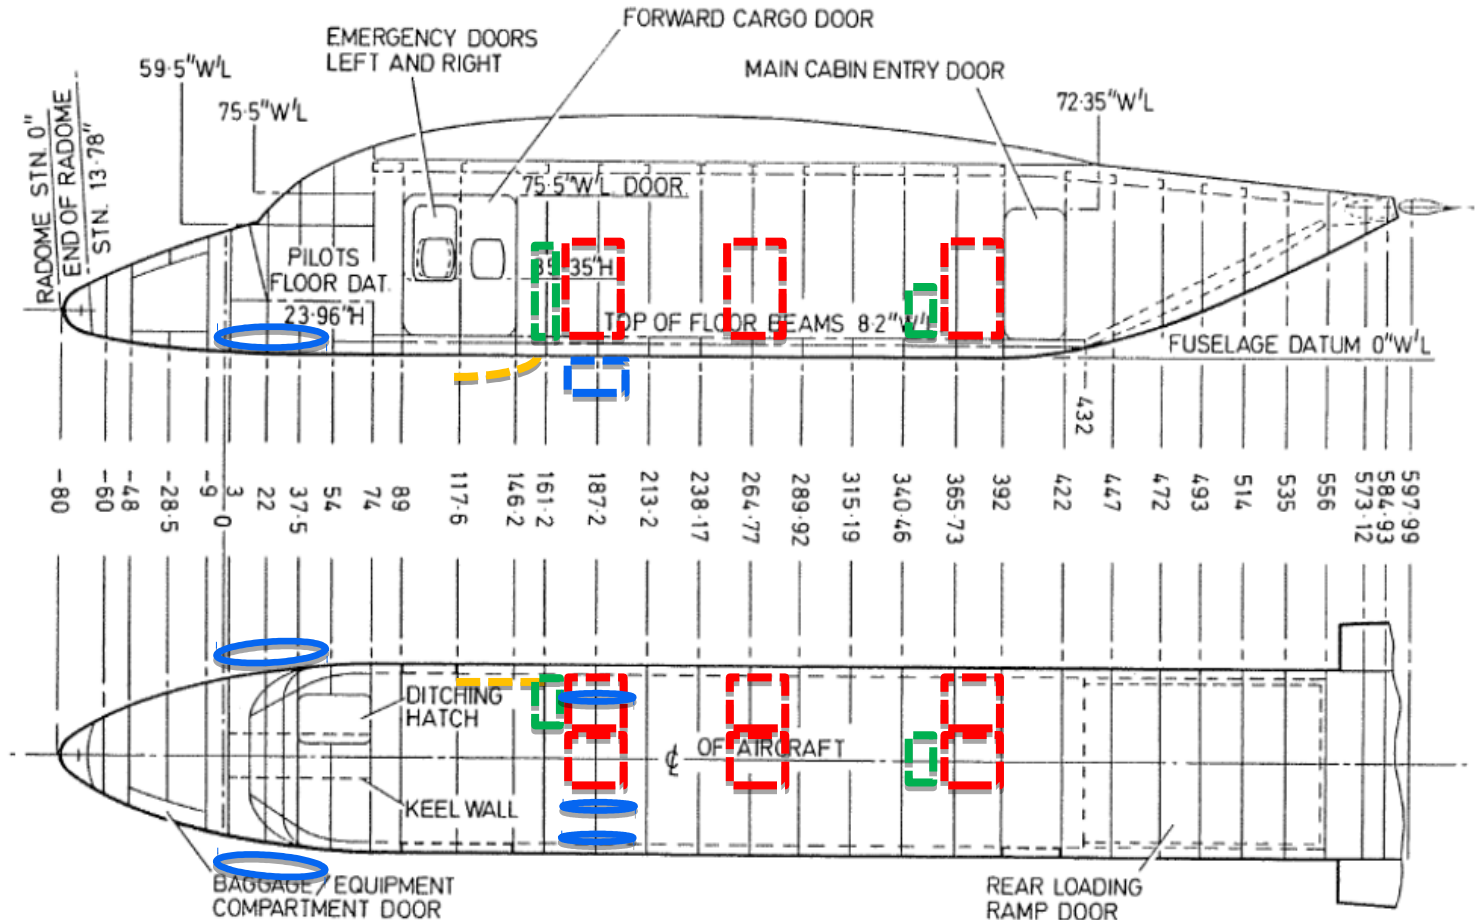 FORWARD CARGO DOOR
EMERGENCY DOORS
LEFT AND RIGHT
MAIN CABIN ENTRY DOOR
59·5"W'L
75·5"W'L
72·35"W'L
RADOME STN. 0"
END OF RADOME
STN. 13·78"
75·5"W'L. DOOR.
PILOTS
FLOOR DAT.
23·96"H
35"H
TOP OF FLOOR BEAMS 8·2"W'L
FUSELAGE DATUM 0"W'L
432
-80
-60
-48
-28·5
-9
0
3
22
37·5
54
74
89
117·6
146·2
161·2
187·2
213·2
238·17
264·77
289·92
315·19
340·46
365·73
392
422
447
472
493
514
535
556
573·12
584·93
597·99
DITCHING
HATCH
℄ OF AIRCRAFT
KEEL WALL
BAGGAGE/EQUIPMENT
COMPARTMENT DOOR
REAR LOADING
RAMP DOOR